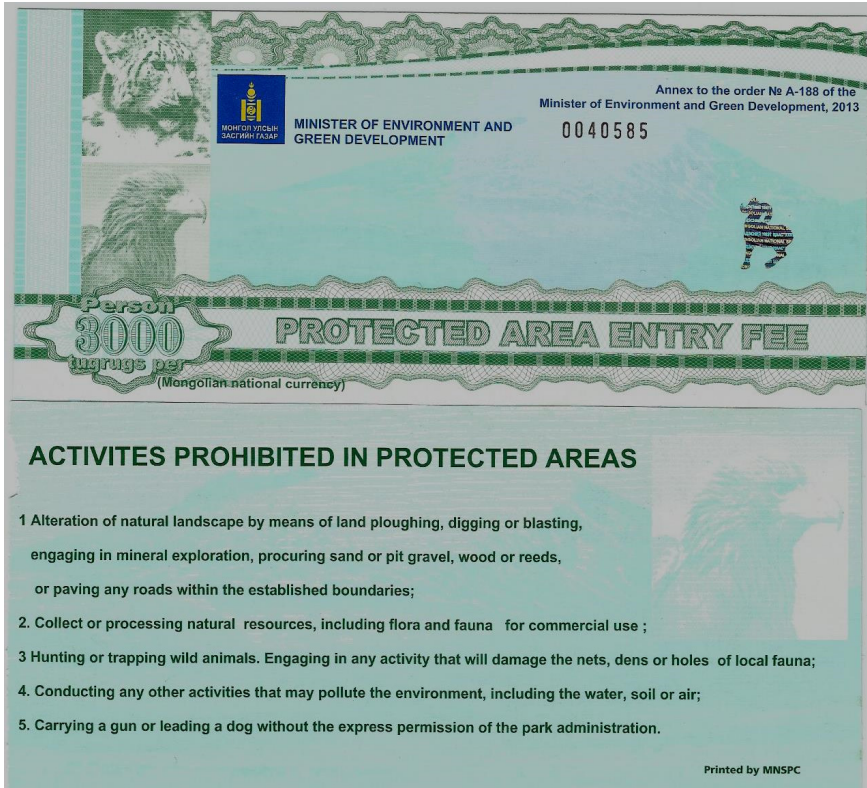 Annex to the order № A-188 of the
Minister of Environment and Green Development, 2013
МОНГОЛ УЛСЫН
ЗАСГИЙН ГАЗАР
MINISTER OF ENVIRONMENT AND
GREEN DEVELOPMENT
0040585
Person
3000
tugrugs per
(Mongolian national currency)
PROTECTED AREA ENTRY FEE
ACTIVITES PROHIBITED IN PROTECTED AREAS
1 Alteration of natural landscape by means of land ploughing, digging or blasting,
engaging in mineral exploration, procuring sand or pit gravel, wood or reeds,
or paving any roads within the established boundaries;
2. Collect or processing natural resources, including flora and fauna for commercial use ;
3 Hunting or trapping wild animals. Engaging in any activity that will damage the nets, dens or holes of local fauna;
4. Conducting any other activities that may pollute the environment, including the water, soil or air;
5. Carrying a gun or leading a dog without the express permission of the park administration.
Printed by MNSPC